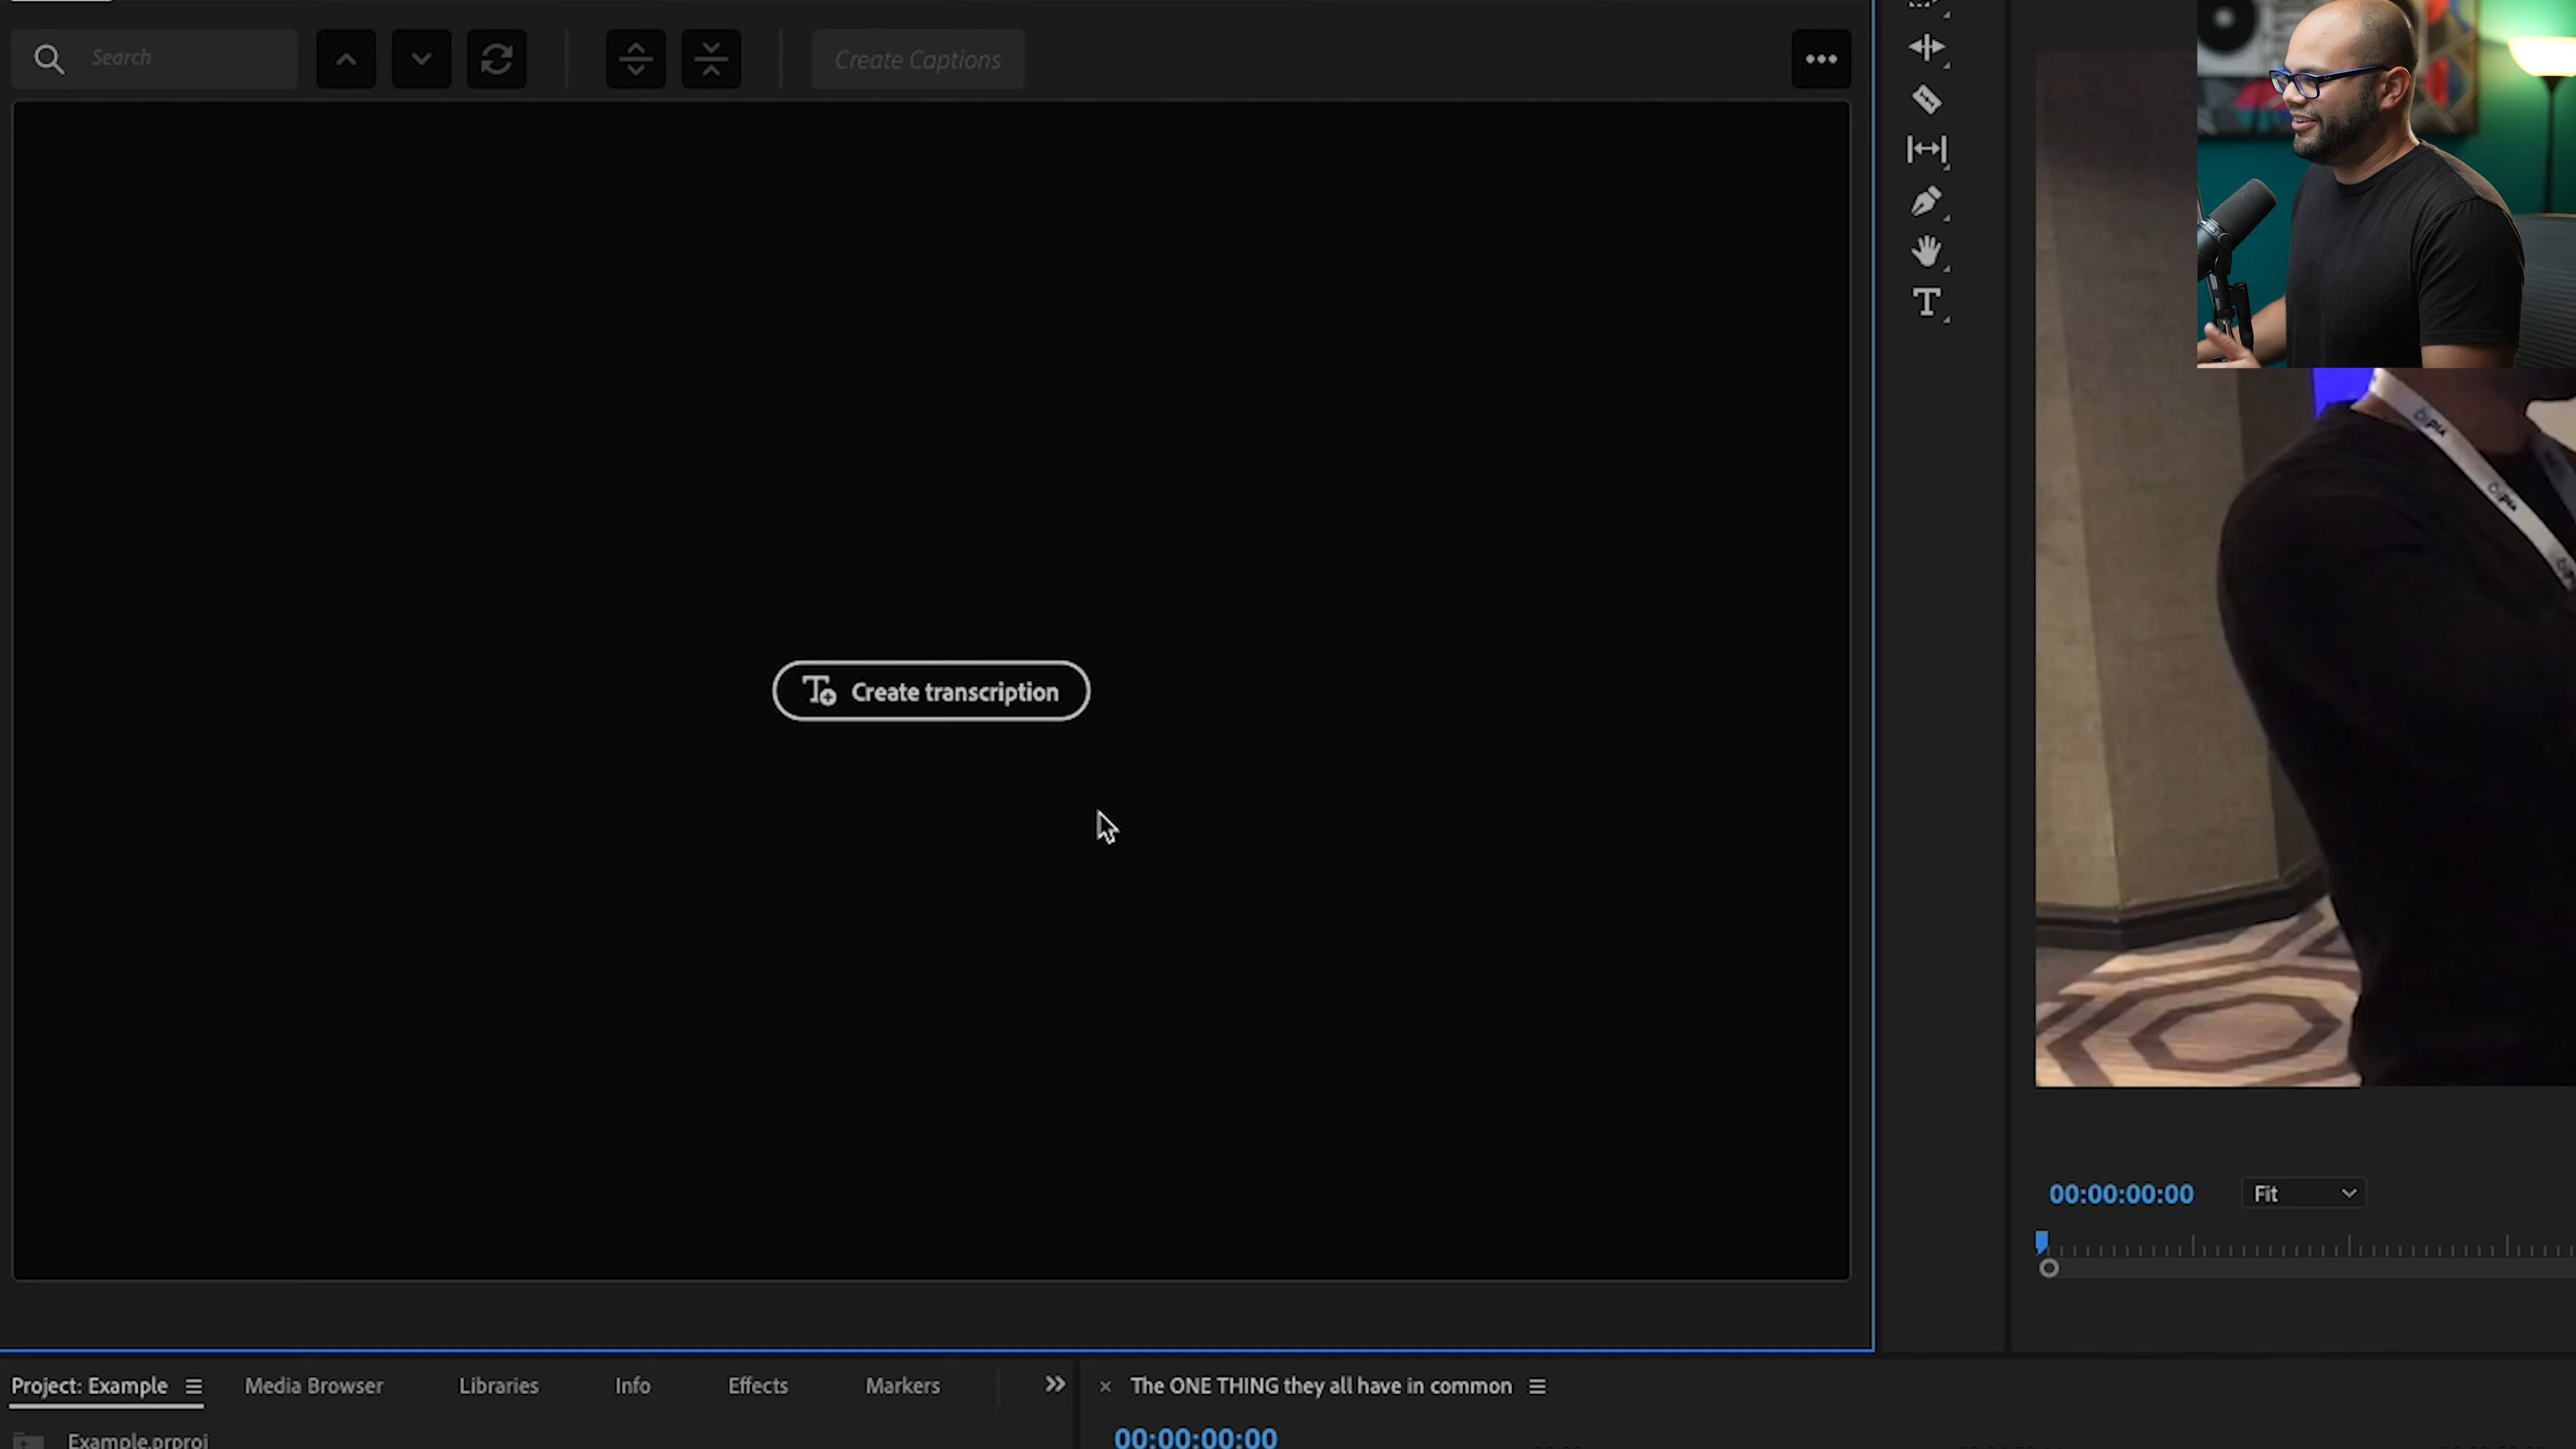 Search
Create Captions
Create transcription
00:00:00:00
Fit
Project: Example
Media Browser
Libraries
Info
Effects
Markers
The ONE THING they all have in common
Example.prproj
00:00:00:00